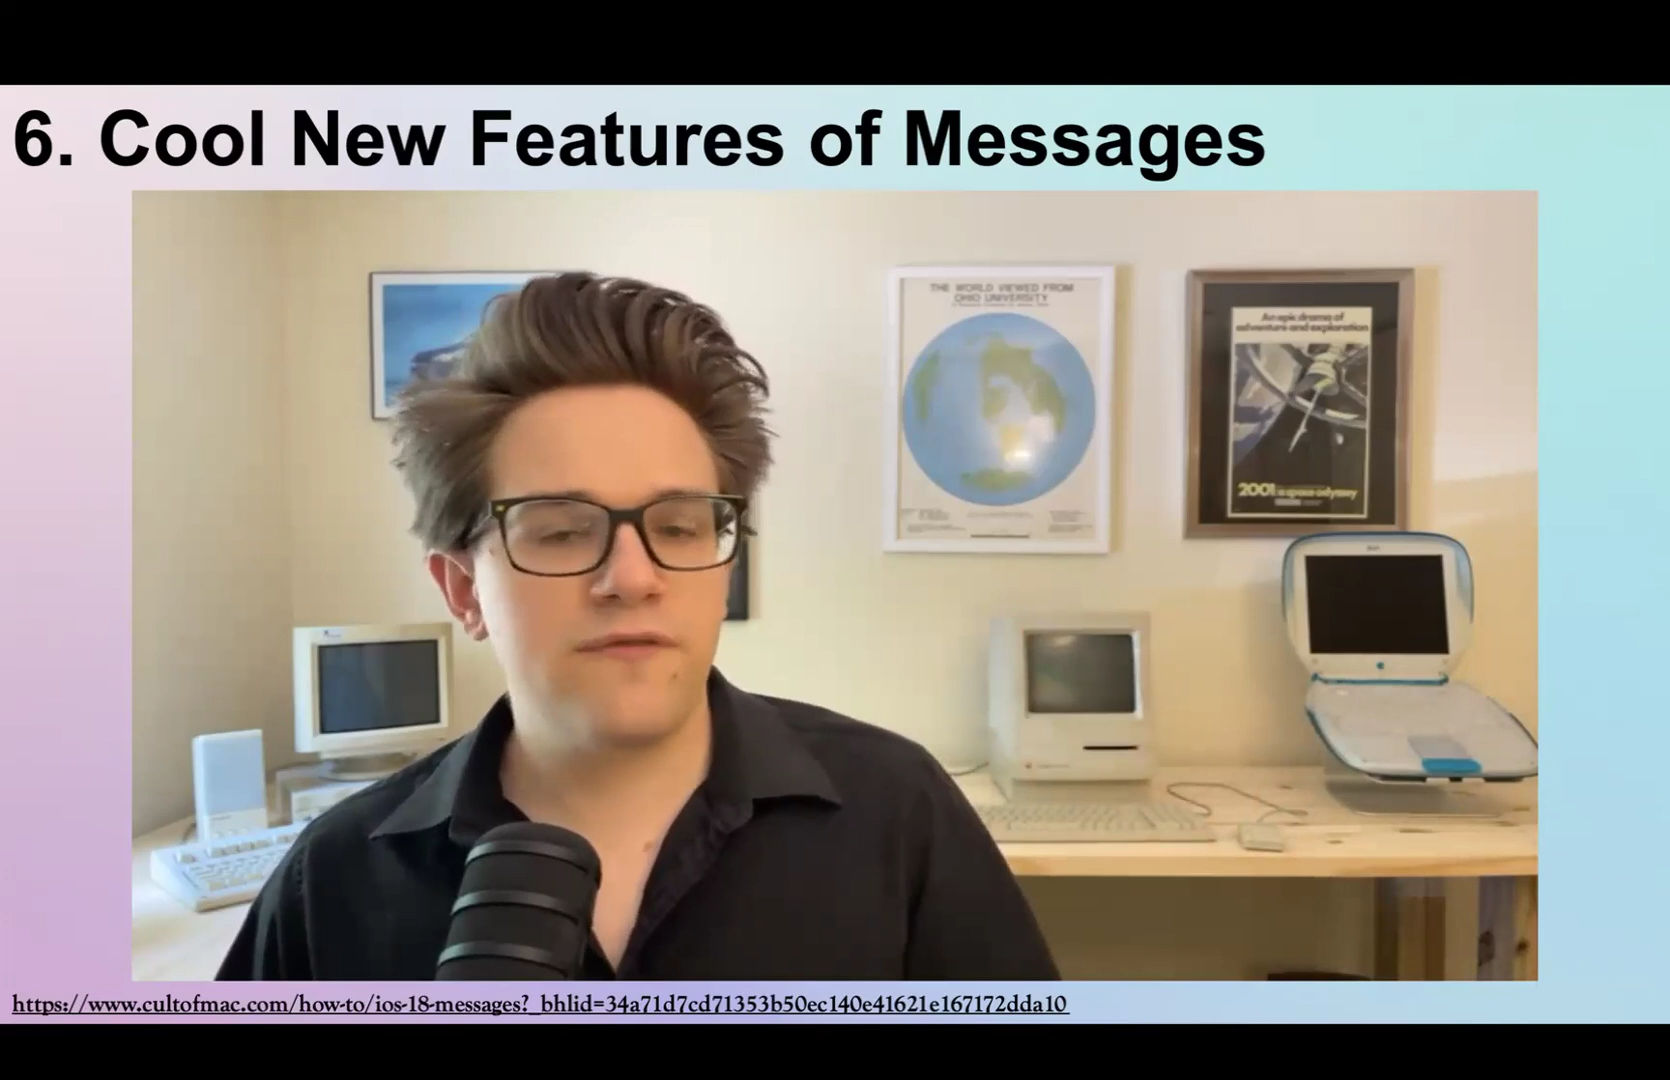 6. Cool New Features of Messages
THE WORLD VIEWED FROM
OHIO UNIVERSITY
An epic drama of
adventure and exploration
2001 a space odyssey
https://www.cultofmac.com/how-to/ios-18-messages?_bhlid=34a71d7cd71353b50ec140e41621e167172dda10